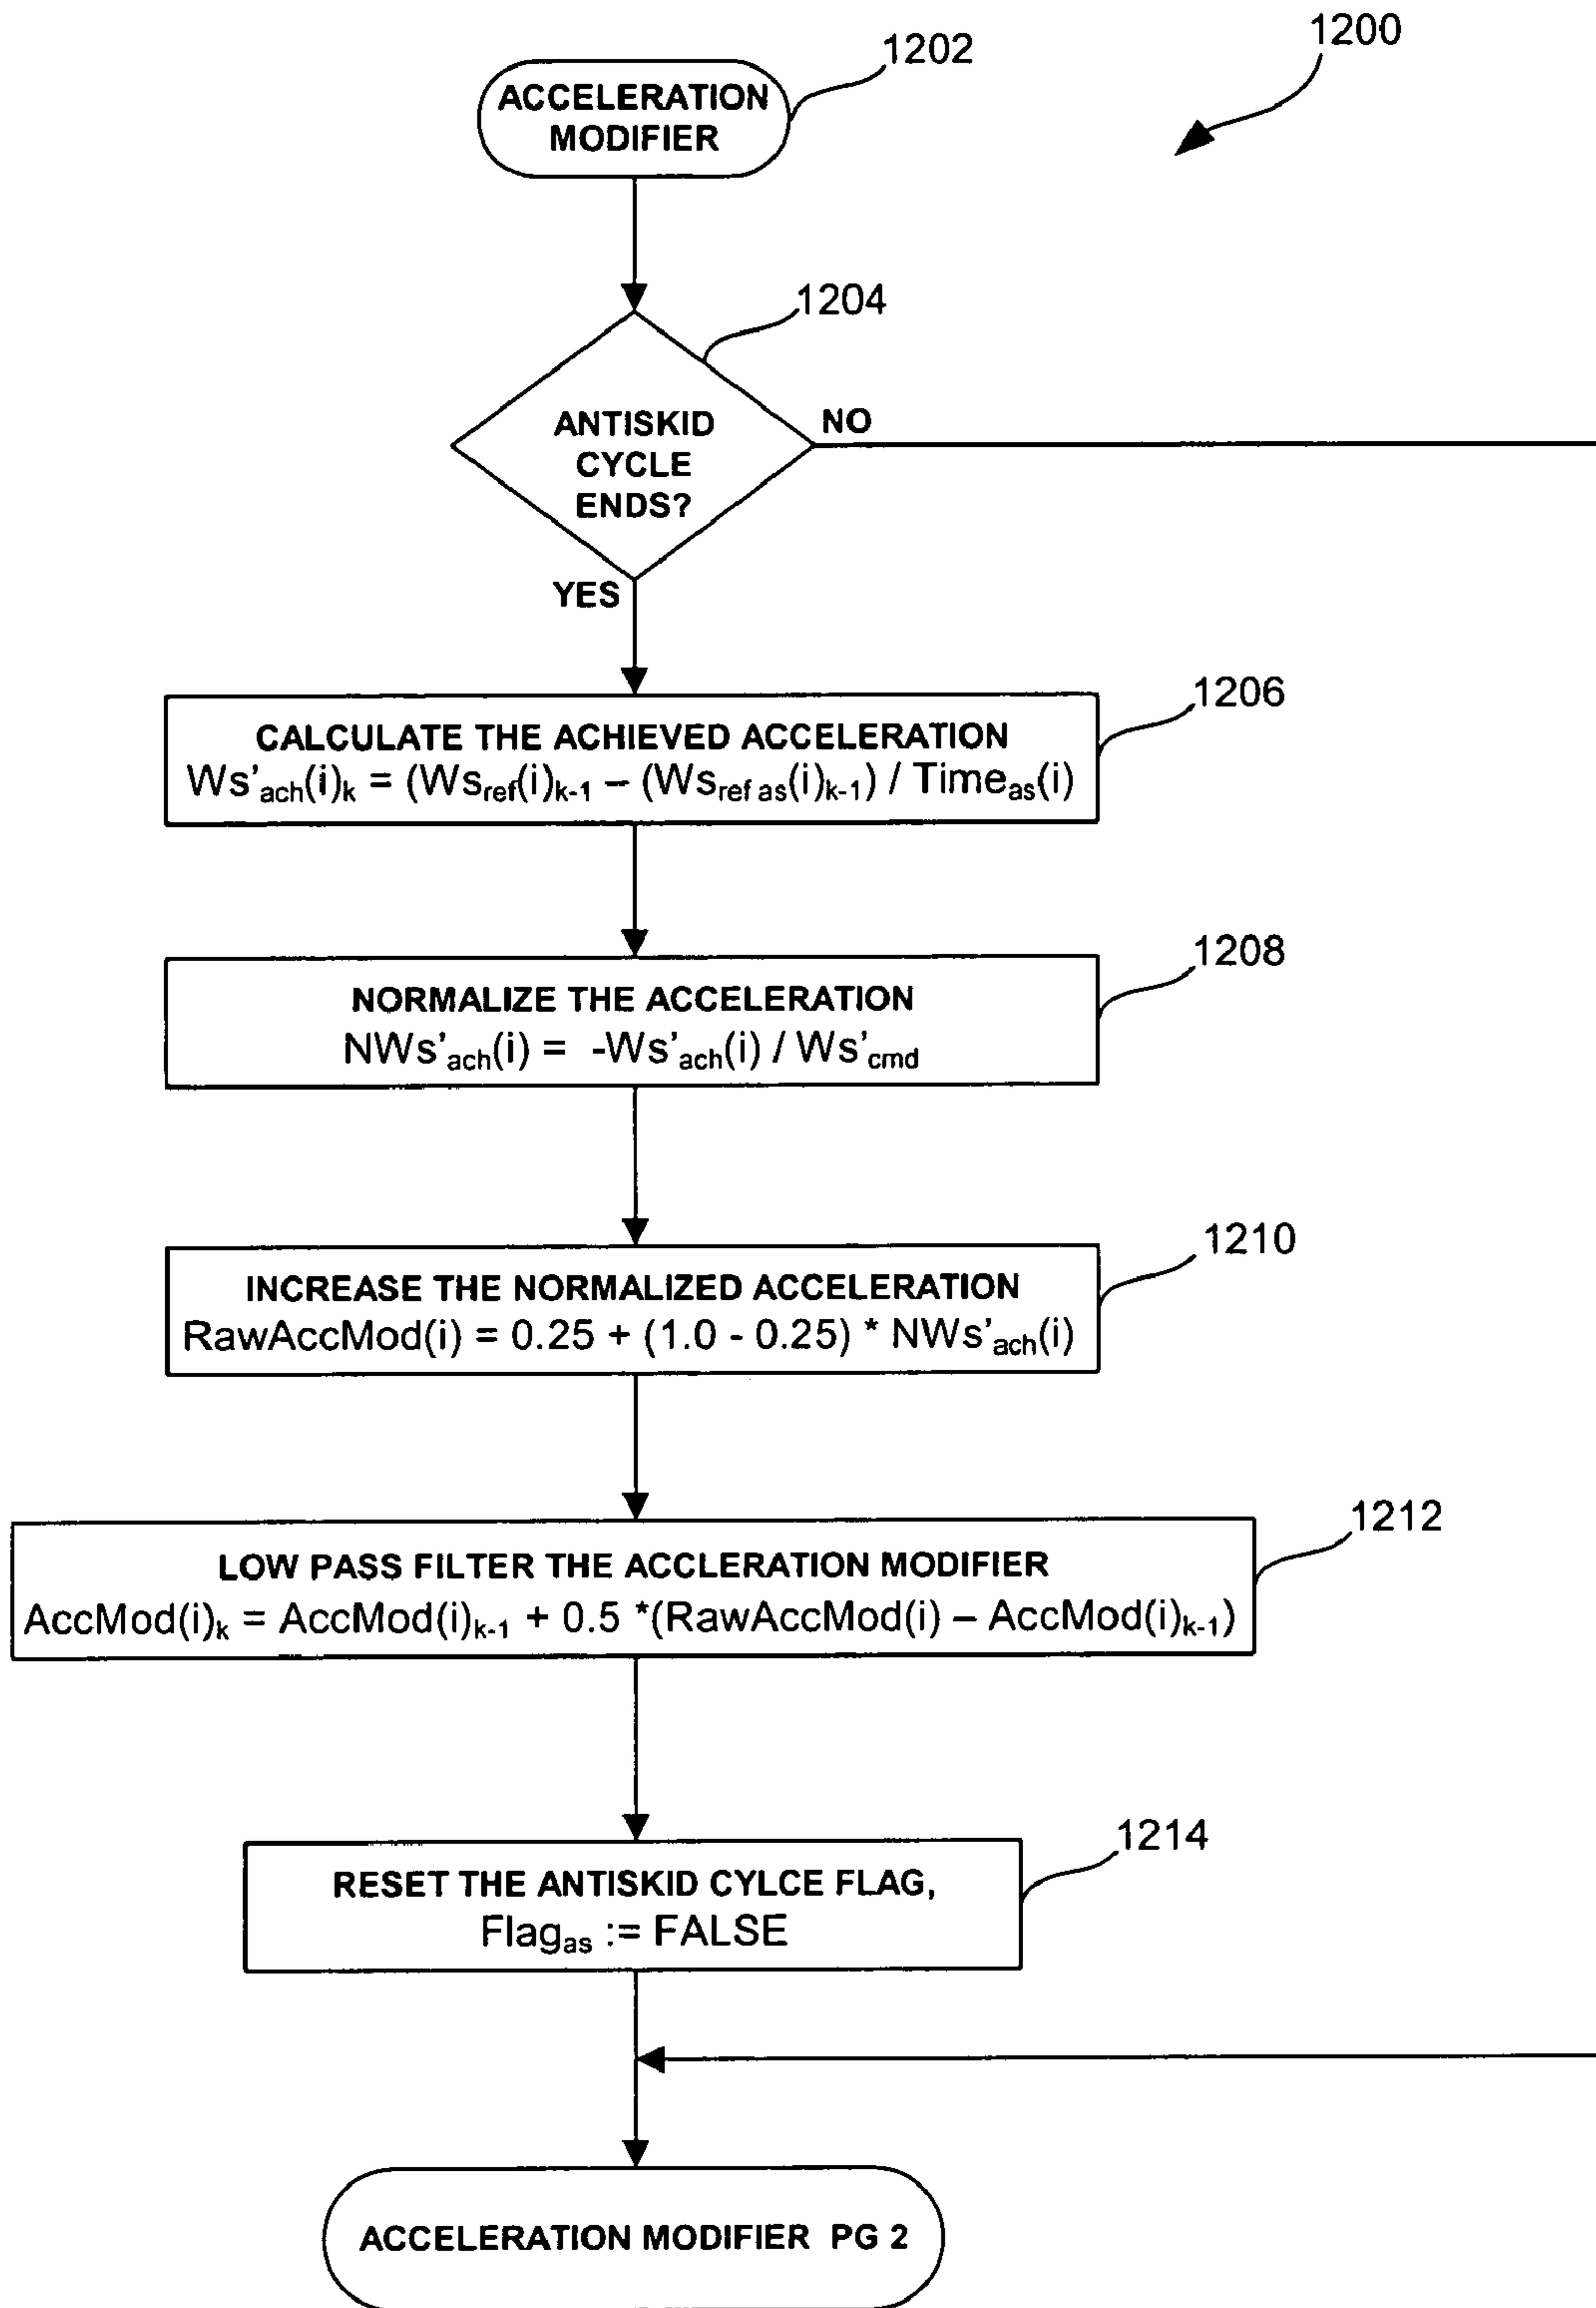 1200
1202
ACCELERATION
MODIFIER
1204
ANTISKID
CYCLE
ENDS?
NO
YES
1206
CALCULATE THE ACHIEVED ACCELERATION
Ws'ach(i)k = (Wsref(i)k-1 – (Wsref as(i)k-1) / Timeas(i)
1208
NORMALIZE THE ACCELERATION
NWs'ach(i) = -Ws'ach(i) / Ws'cmd
1210
INCREASE THE NORMALIZED ACCELERATION
RawAccMod(i) = 0.25 + (1.0 - 0.25) * NWs'ach(i)
1212
LOW PASS FILTER THE ACCLERATION MODIFIER
AccMod(i)k = AccMod(i)k-1 + 0.5 *(RawAccMod(i) – AccMod(i)k-1)
1214
RESET THE ANTISKID CYLCE FLAG,
Flagas := FALSE
ACCELERATION MODIFIER PG 2